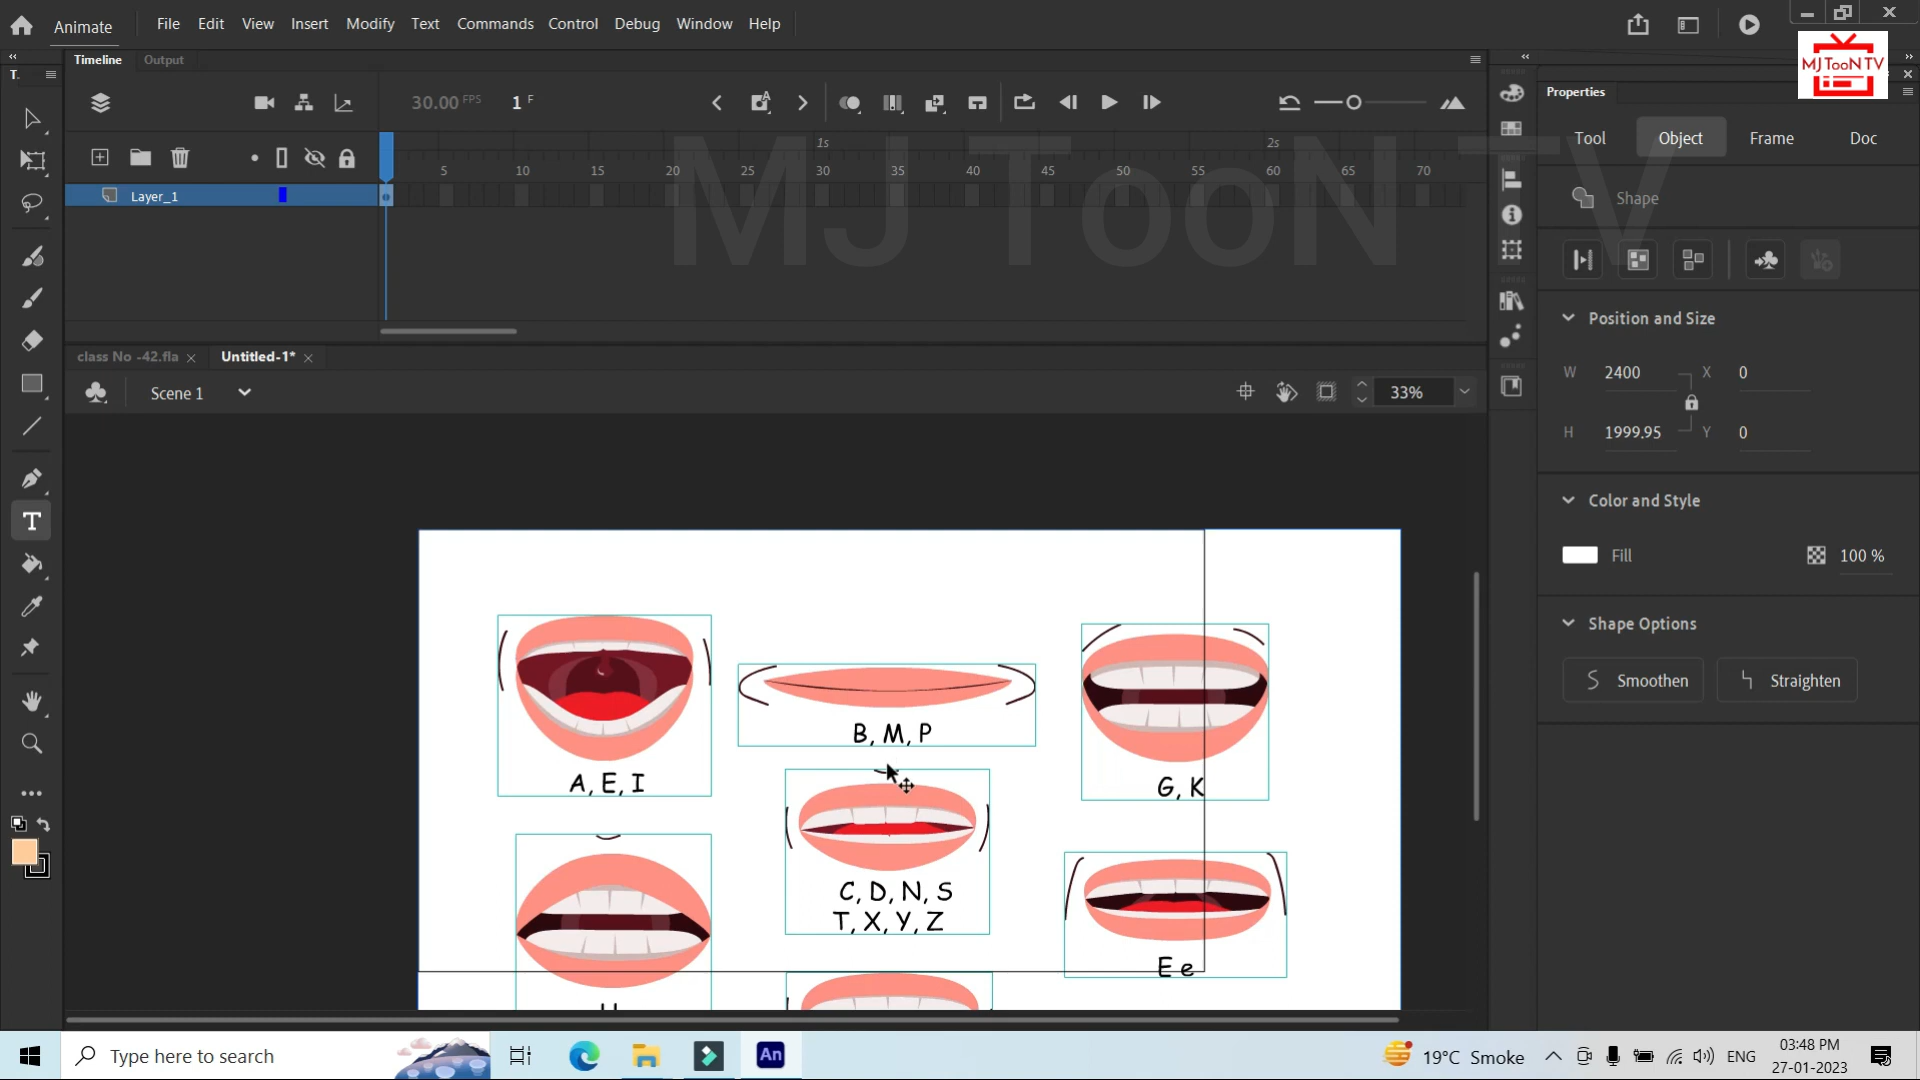 Animate
File Edit View Insert Modify Text Commands Control Debug Window Help
MJ TooN TV
Timeline Output
T.
Properties
30.00 FPS 1 F
Tool Object Frame Doc
1s 2s
5 10 15 20 25 30 35 40 45 50 55 60 65 70
Layer_1
MJ TooN TV
Shape
Position and Size
class No -42.fla Untitled-1*
W 2400 X 0
Scene 1
33%
H 1999.95 Y 0
Color and Style
Fill 100 %
Shape Options
Smoothen Straighten
B, M, P
A, E, I
G, K
C, D, N, S
T, X, Y, Z
E e
Type here to search
An
19°C Smoke
ENG
03:48 PM
27-01-2023